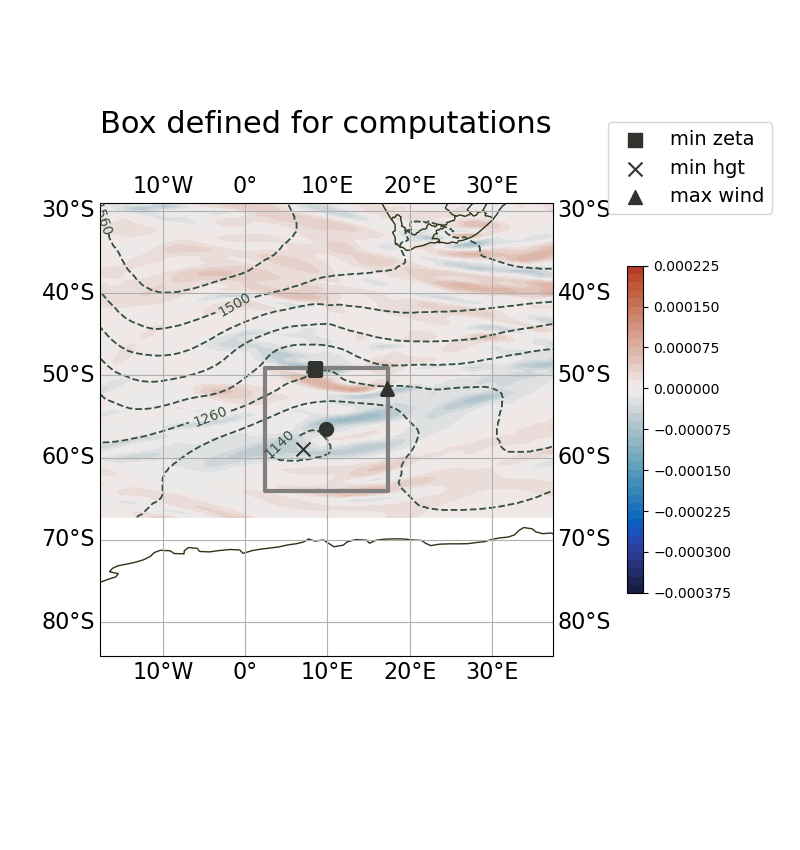 Box defined for computations
min zeta
min hgt
max wind
10°W 0° 10°E 20°E 30°E
30°S 30°S
40°S 40°S
50°S 50°S
60°S 60°S
70°S 70°S
80°S 80°S
10°W 0° 10°E 20°E 30°E
560
1500
1260
1140
0.000225
0.000150
0.000075
0.000000
−0.000075
−0.000150
−0.000225
−0.000300
−0.000375